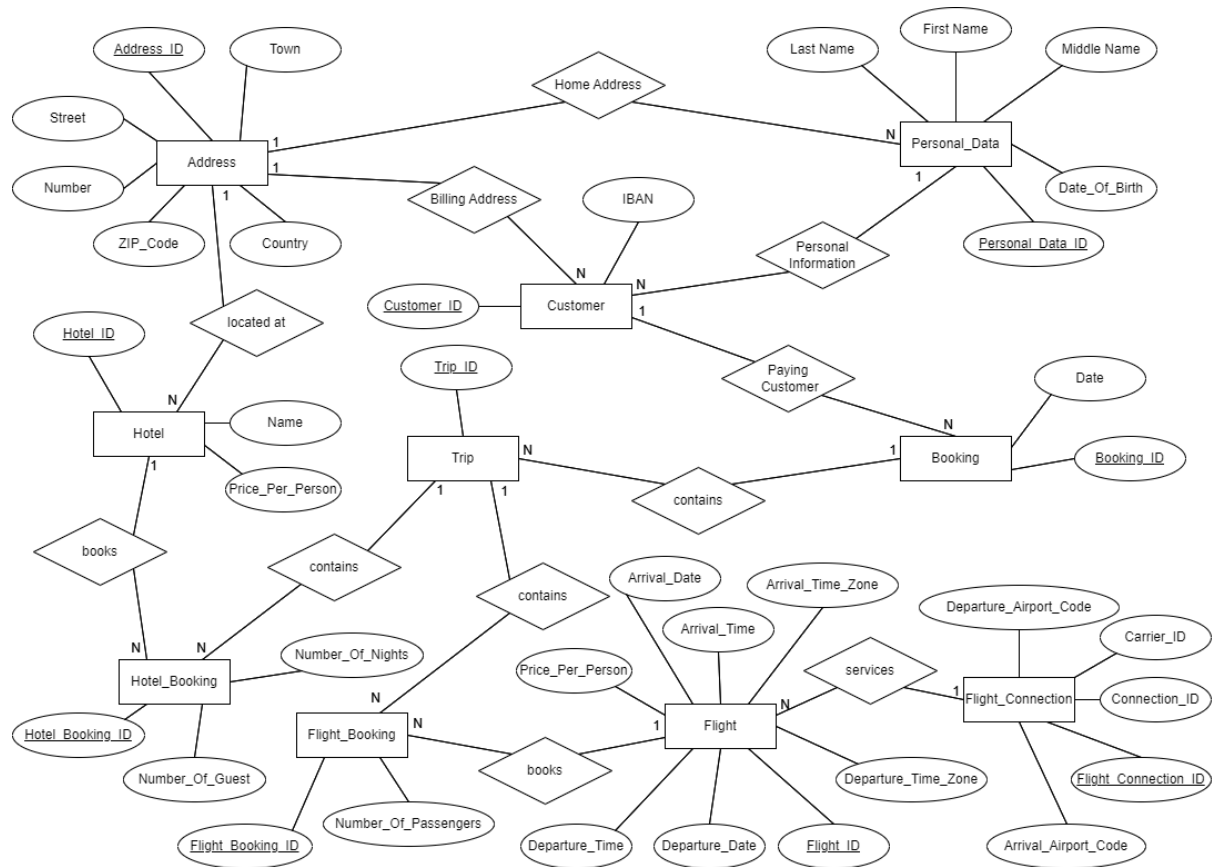 First Name
Address_ID
Town
Last Name
Middle Name
Home Address
Street
1
N
Address
Personal_Data
1
1
1
Number
Date_Of_Birth
Billing Address
IBAN
ZIP_Code
Country
Personal
Information
Personal_Data_ID
N
N
Customer_ID
Customer
1
located at
Hotel_ID
Trip_ID
Paying
Customer
Date
N
Name
N
Hotel
Trip
N
1
Booking
Booking_ID
1
1
1
Price_Per_Person
contains
books
contains
Arrival_Date
Arrival_Time_Zone
contains
Departure_Airport_Code
Arrival_Time
Carrier_ID
N
N
Number_Of_Nights
Price_Per_Person
services
Hotel_Booking
1
Flight_Connection
Connection_ID
N
N
Hotel_Booking_ID
Flight_Booking
N
1
Flight
Number_Of_Guest
books
Departure_Time_Zone
Flight_Connection_ID
Number_Of_Passengers
Flight_Booking_ID
Departure_Time
Departure_Date
Flight_ID
Arrival_Airport_Code